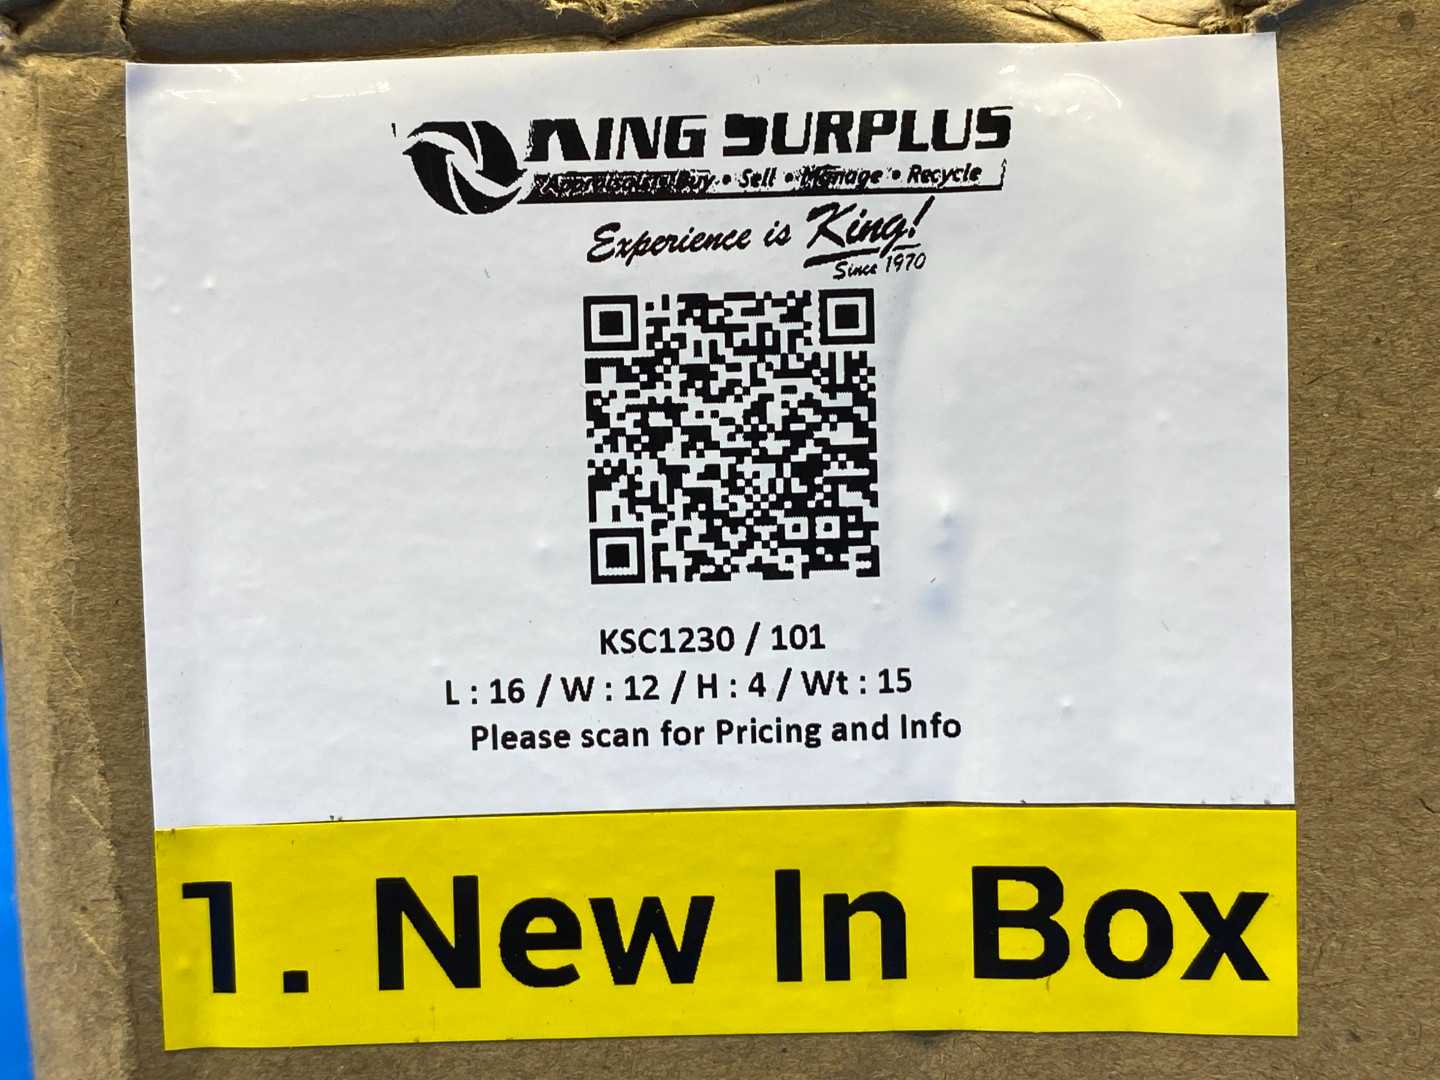 KING SURPLUS
Appraisals • Buy • Sell • Manage • Recycle
Experience is King!
Since 1970
KSC1230 / 101
L : 16 / W : 12 / H : 4 / Wt : 15
Please scan for Pricing and Info
1. New In Box